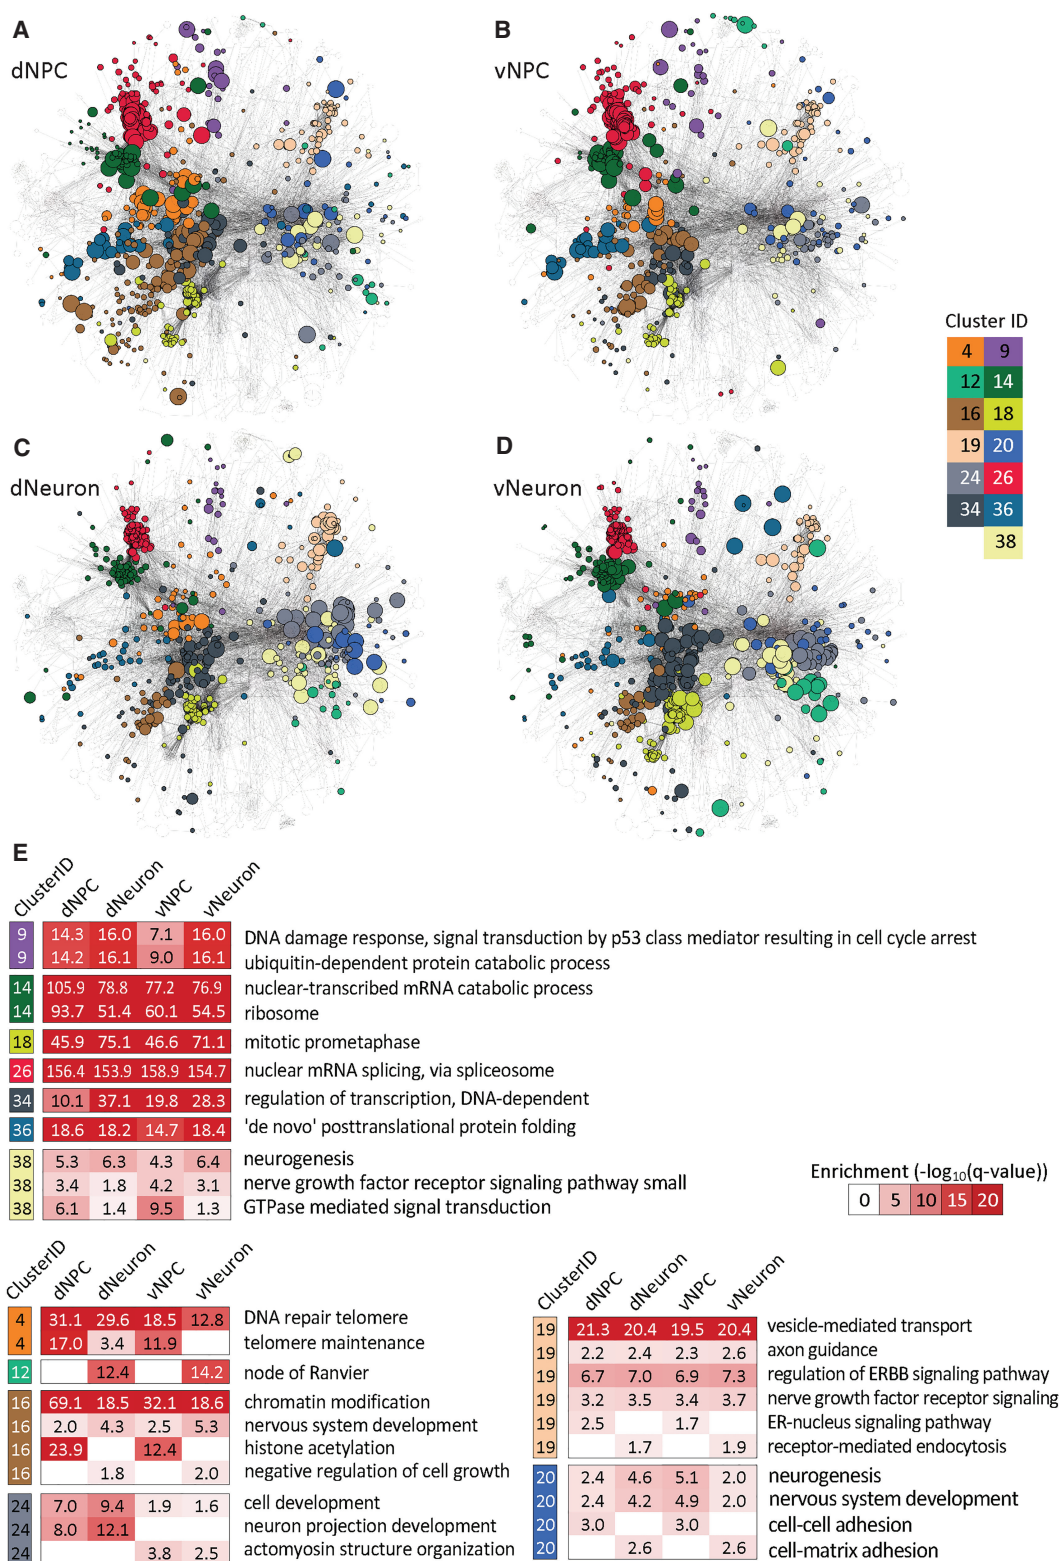 A
dNPC
B
vNPC
Cluster ID
4 9
12 14
16 18
19 20
24 26
34 36
38
C
dNeuron
D
vNeuron
E
ClusterID dNPC dNeuron vNPC vNeuron
9 14.3 16.0 7.1 16.0 DNA damage response, signal transduction by p53 class mediator resulting in cell cycle arrest
9 14.2 16.1 9.0 16.1 ubiquitin-dependent protein catabolic process
14 105.9 78.8 77.2 76.9 nuclear-transcribed mRNA catabolic process
14 93.7 51.4 60.1 54.5 ribosome
18 45.9 75.1 46.6 71.1 mitotic prometaphase
26 156.4 153.9 158.9 154.7 nuclear mRNA splicing, via spliceosome
34 10.1 37.1 19.8 28.3 regulation of transcription, DNA-dependent
36 18.6 18.2 14.7 18.4 'de novo' posttranslational protein folding
38 5.3 6.3 4.3 6.4 neurogenesis
38 3.4 1.8 4.2 3.1 nerve growth factor receptor signaling pathway small
38 6.1 1.4 9.5 1.3 GTPase mediated signal transduction
Enrichment (-log10(q-value))
0 5 10 15 20
ClusterID dNPC dNeuron vNPC vNeuron
4 31.1 29.6 18.5 12.8 DNA repair telomere
4 17.0 3.4 11.9 telomere maintenance
12 12.4 14.2 node of Ranvier
16 69.1 18.5 32.1 18.6 chromatin modification
16 2.0 4.3 2.5 5.3 nervous system development
16 23.9 12.4 histone acetylation
16 1.8 2.0 negative regulation of cell growth
24 7.0 9.4 1.9 1.6 cell development
24 8.0 12.1 neuron projection development
24 3.8 2.5 actomyosin structure organization
ClusterID dNPC dNeuron vNPC vNeuron
19 21.3 20.4 19.5 20.4 vesicle-mediated transport
19 2.2 2.4 2.3 2.6 axon guidance
19 6.7 7.0 6.9 7.3 regulation of ERBB signaling pathway
19 3.2 3.5 3.4 3.7 nerve growth factor receptor signaling
19 2.5 1.7 ER-nucleus signaling pathway
19 1.7 1.9 receptor-mediated endocytosis
20 2.4 4.6 5.1 2.0 neurogenesis
20 2.4 4.2 4.9 2.0 nervous system development
20 3.0 3.0 cell-cell adhesion
20 2.6 2.6 cell-matrix adhesion